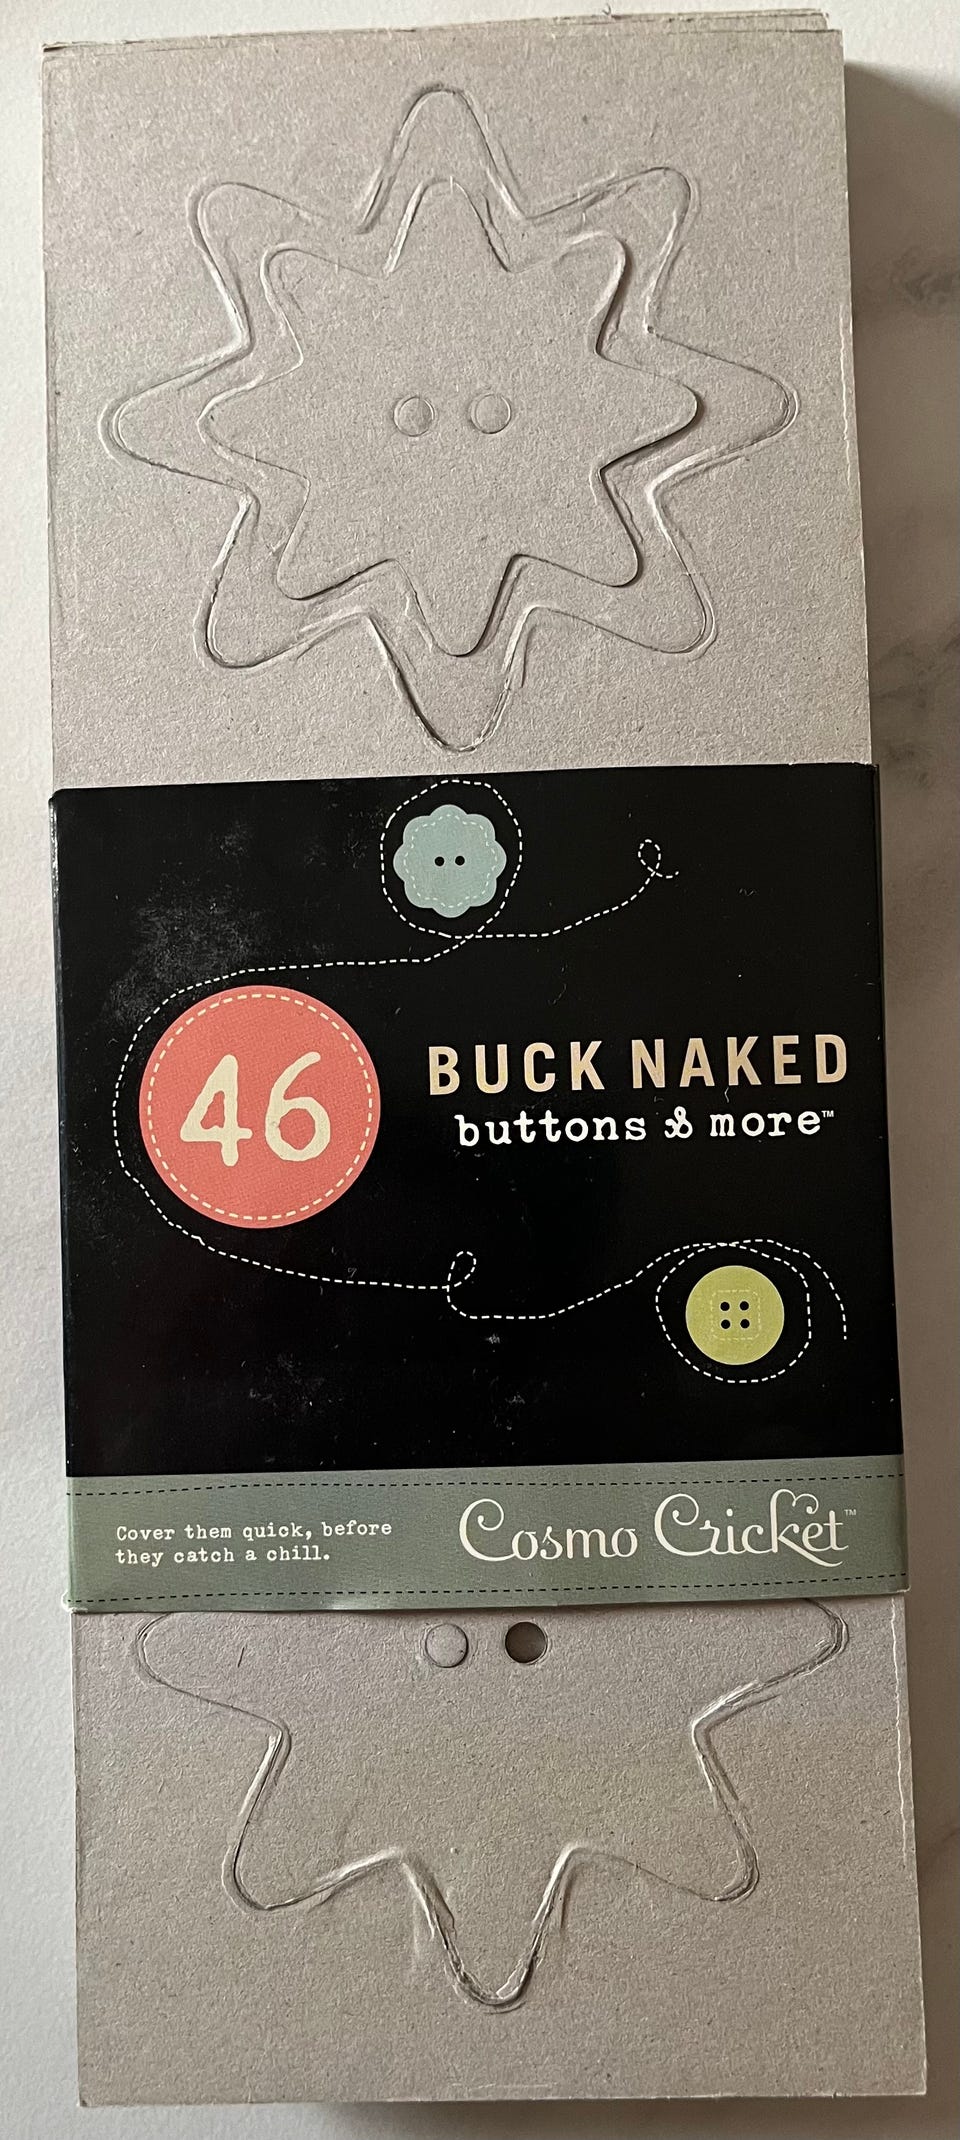 46
BUCK NAKED
buttons & more™
Cover them quick, before
they catch a chill.
Cosmo Cricket™